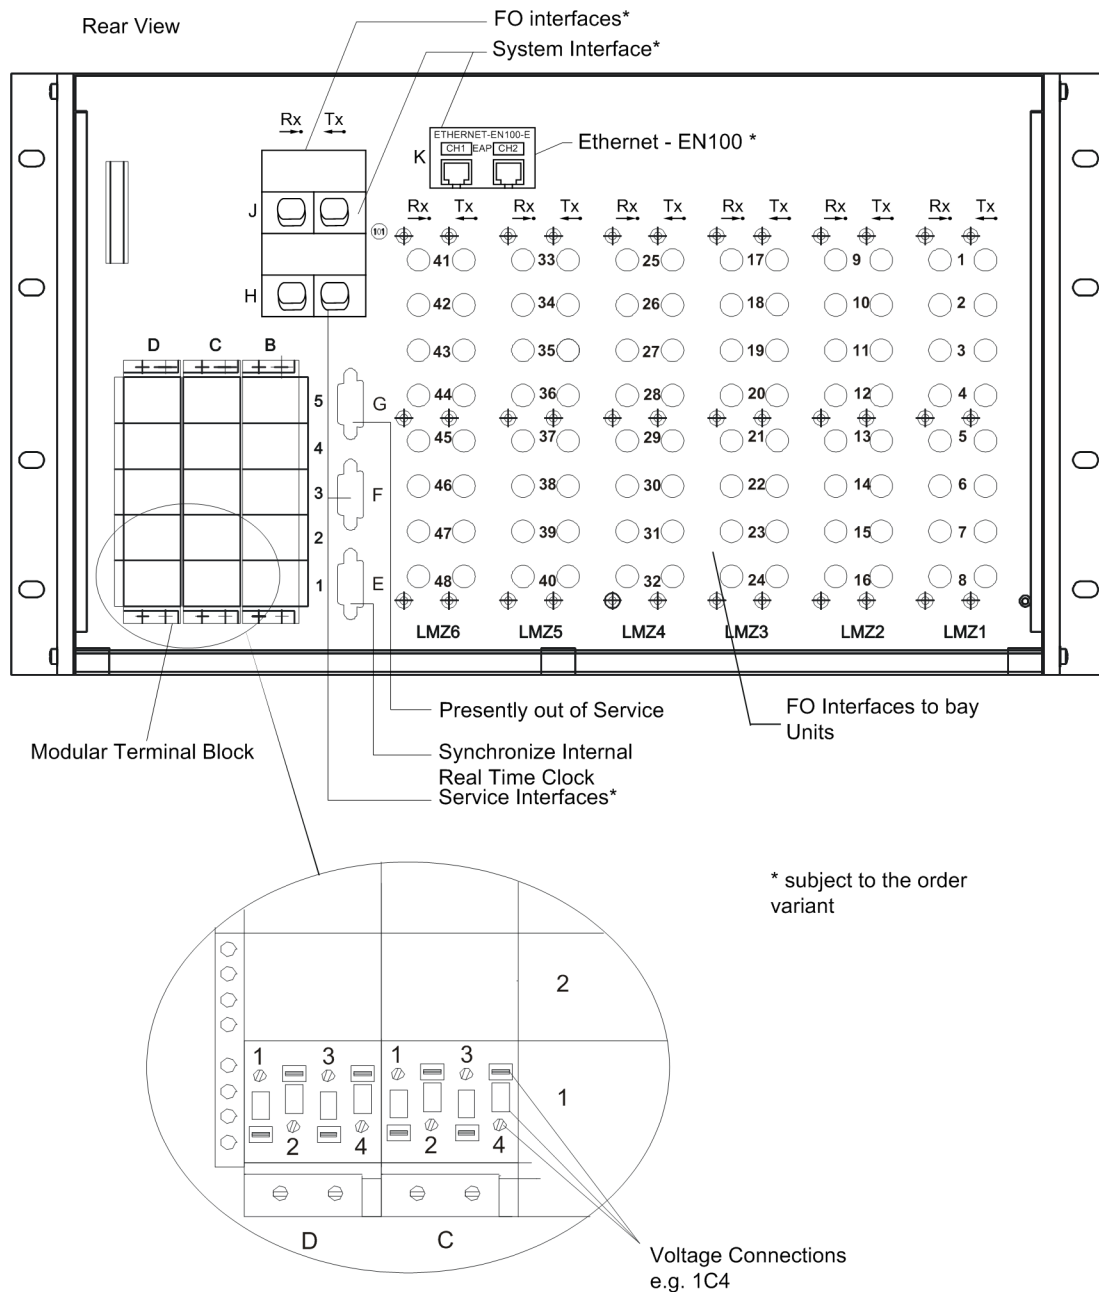 Rear View
FO interfaces*
System Interface*
Rx Tx
ETHERNET-EN100-E
CH1 EAP CH2
K
Ethernet - EN100 *
J
101
H
Rx Tx Rx Tx Rx Tx Rx Tx Rx Tx Rx Tx
41 33 25 17 9 1
42 34 26 18 10 2
43 35 27 19 11 3
44 36 28 20 12 4
45 37 29 21 13 5
46 38 30 22 14 6
47 39 31 23 15 7
48 40 32 24 16 8
LMZ6 LMZ5 LMZ4 LMZ3 LMZ2 LMZ1
D C B
5 G
4
3 F
2
1 E
Presently out of Service
FO Interfaces to bay
Units
Modular Terminal Block
Synchronize Internal
Real Time Clock
Service Interfaces*
* subject to the order
variant
2
1 3 1 3
1
2 4 2 4
D C
Voltage Connections
e.g. 1C4